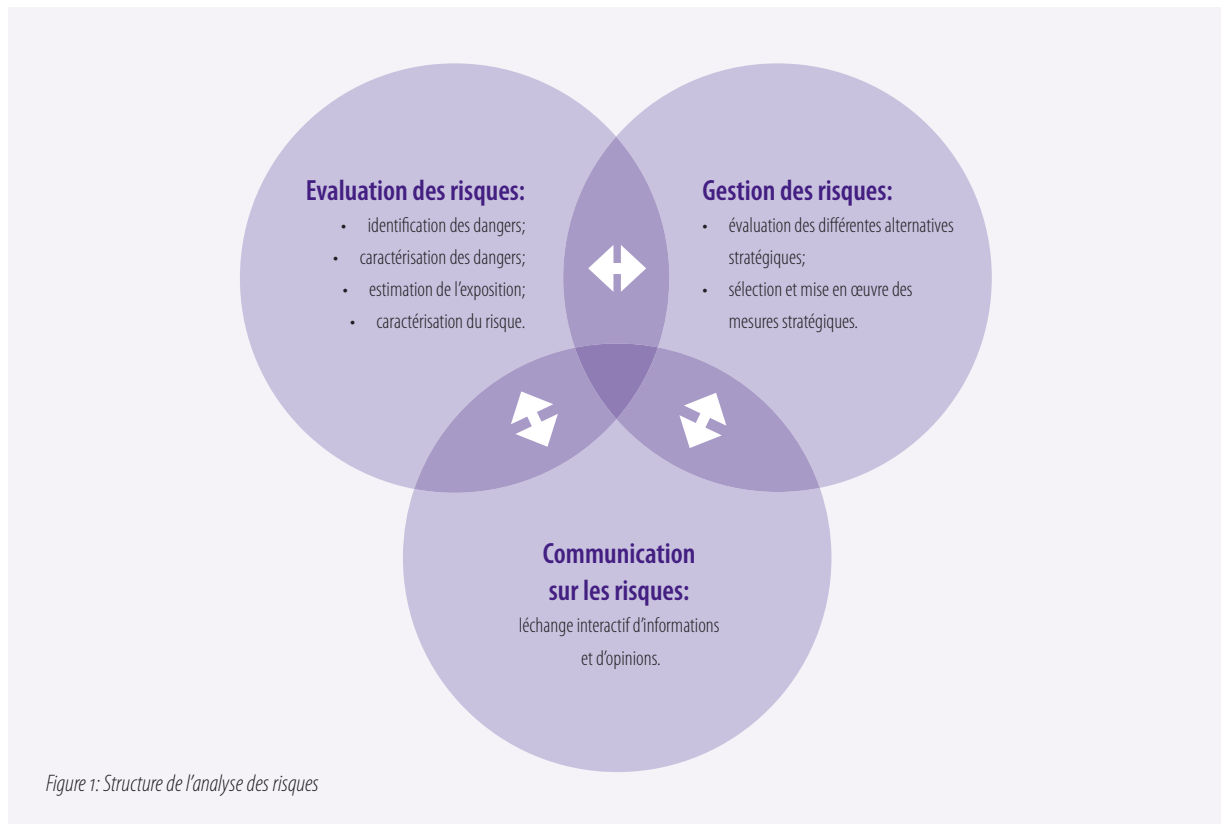 Evaluation des risques:
• identification des dangers;
• caractérisation des dangers;
• estimation de l'exposition;
• caractérisation du risque.
Gestion des risques:
• évaluation des différentes alternatives
stratégiques;
• sélection et mise en œuvre des
mesures stratégiques.
Communication
sur les risques:
léchange interactif d'informations
et d'opinions.
Figure 1: Structure de l'analyse des risques